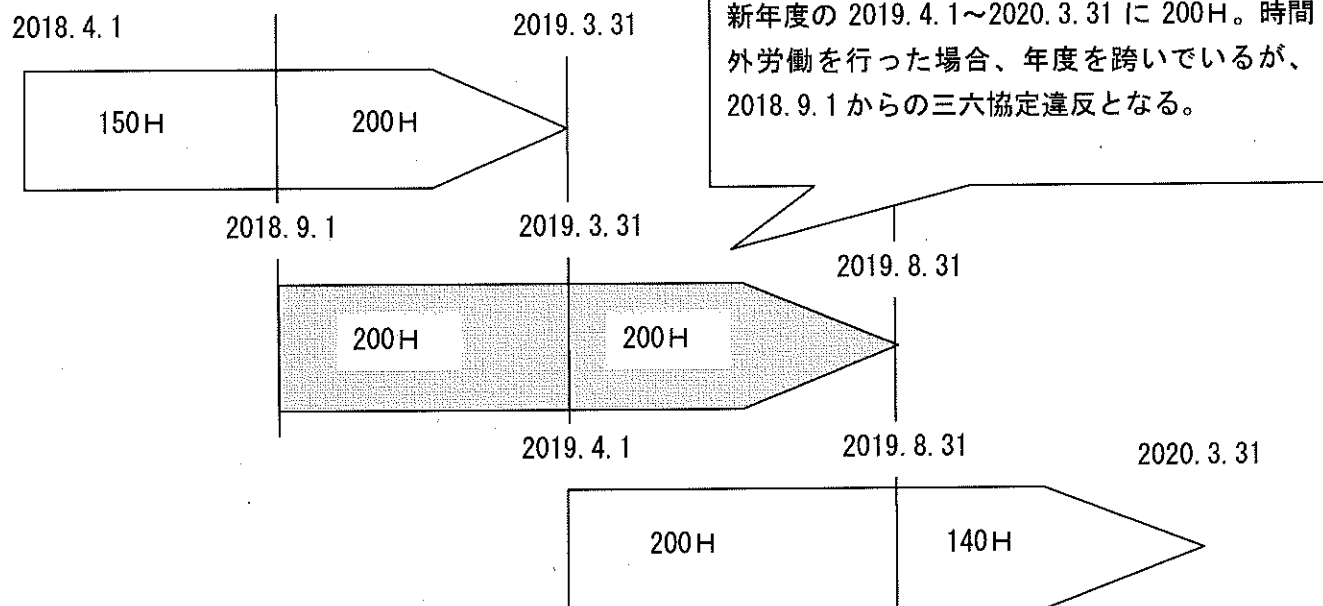 2018.4.1
2019.3.31
新年度の 2019.4.1~2020.3.31 に 200H。時間
外労働を行った場合、年度を跨いでいるが、
2018.9.1 からの三六協定違反となる。
150H
200H
2018.9.1
2019.3.31
2019.8.31
200H
200H
2019.4.1
2019.8.31
2020.3.31
200H
140H